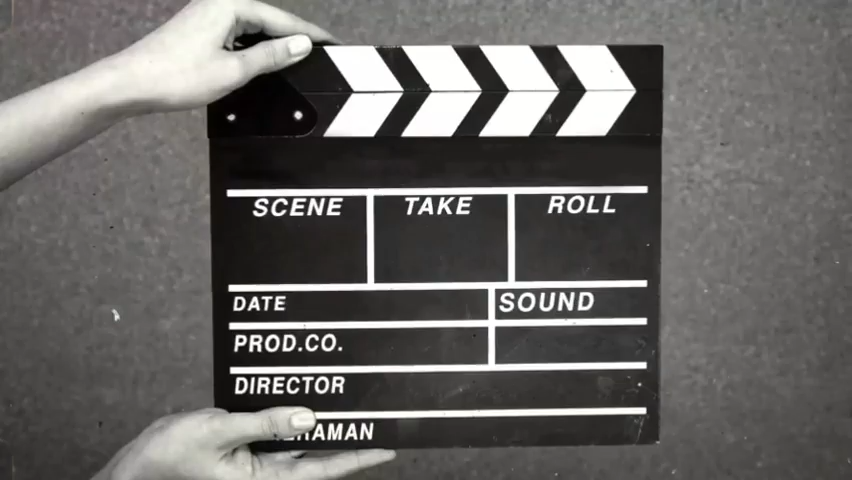 SCENE TAKE ROLL
DATE SOUND
PROD.CO.
DIRECTOR